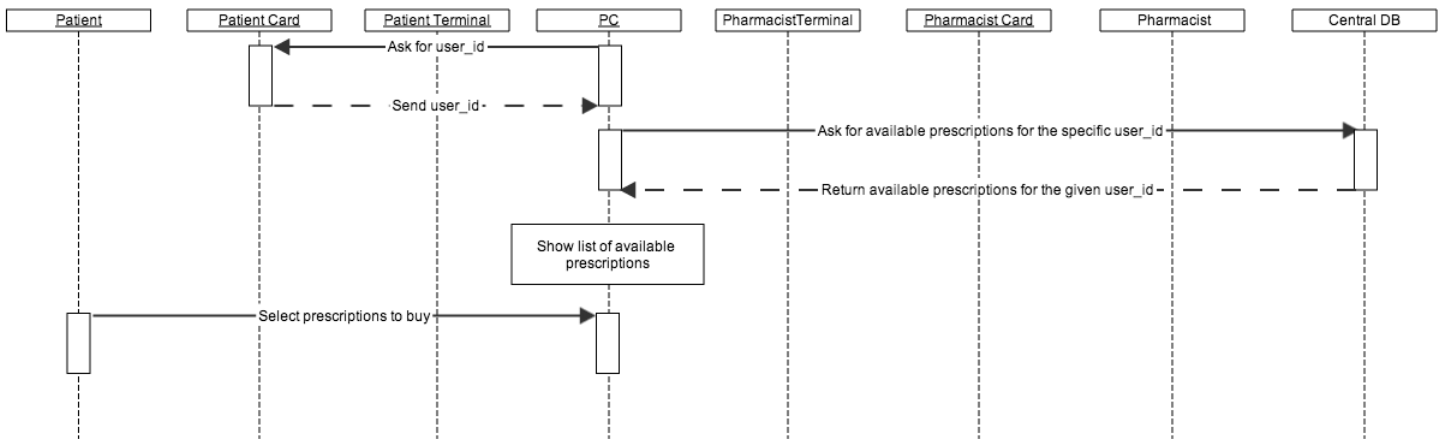 Patient
Patient Card
Patient Terminal
PC
PharmacistTerminal
Pharmacist Card
Pharmacist
Central DB
Ask for user_id
Send user_id
Ask for available prescriptions for the specific user_id
Return available prescriptions for the given user_id
Show list of available
prescriptions
Select prescriptions to buy